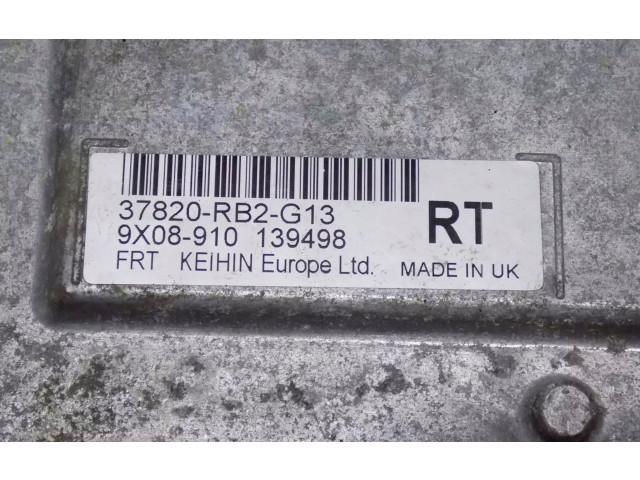 37820-RB2-G13
9X08-910 139498
RT
FRT KEIHIN Europe Ltd. MADE IN UK